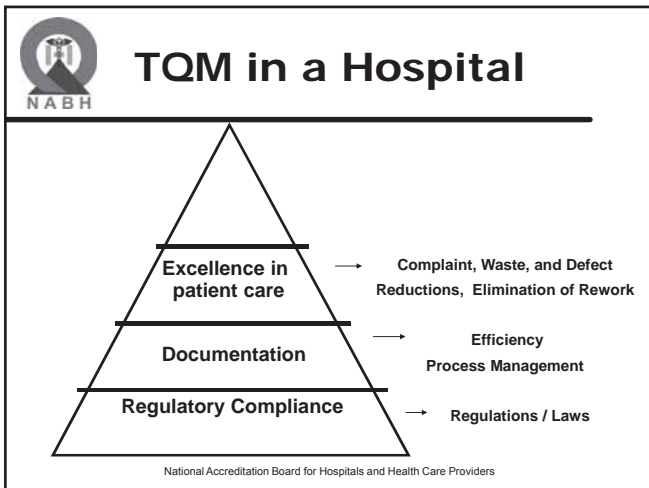 NABH
TQM in a Hospital
Excellence in
patient care
Complaint, Waste, and Defect
Reductions, Elimination of Rework
Documentation
Efficiency
Process Management
Regulatory Compliance
Regulations / Laws
National Accreditation Board for Hospitals and Health Care Providers